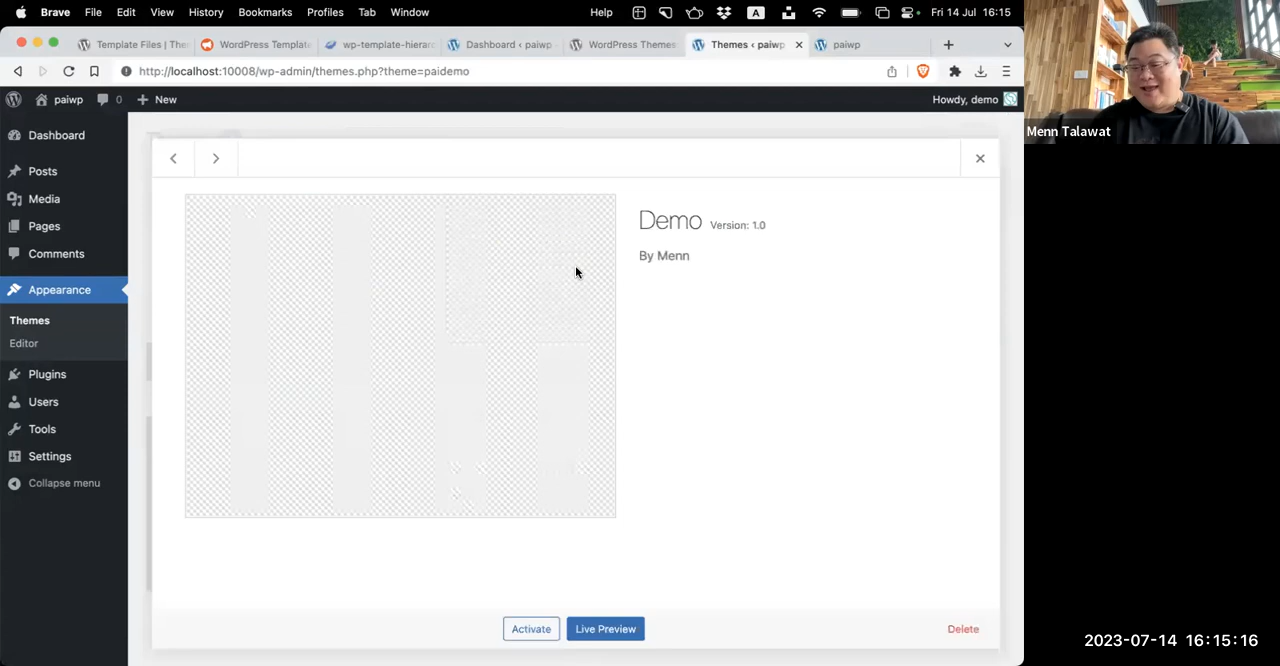 Brave File Edit View History Bookmarks Profiles Tab Window Help A Fri 14 Jul 16:15
Template Files | Ther
WordPress Templat
wp-template-hierar
Dashboard ‹ paiwp
WordPress Themes
Themes ‹ paiwp
paiwp
http://localhost:10008/wp-admin/themes.php?theme=paidemo
paiwp 0 New Howdy, demo
Dashboard
Posts
Media
Pages
Comments
Appearance
Themes
Editor
Plugins
Users
Tools
Settings
Collapse menu
Demo Version: 1.0
By Menn
Activate
Live Preview
Delete
Menn Talawat
2023-07-14 16:15:16